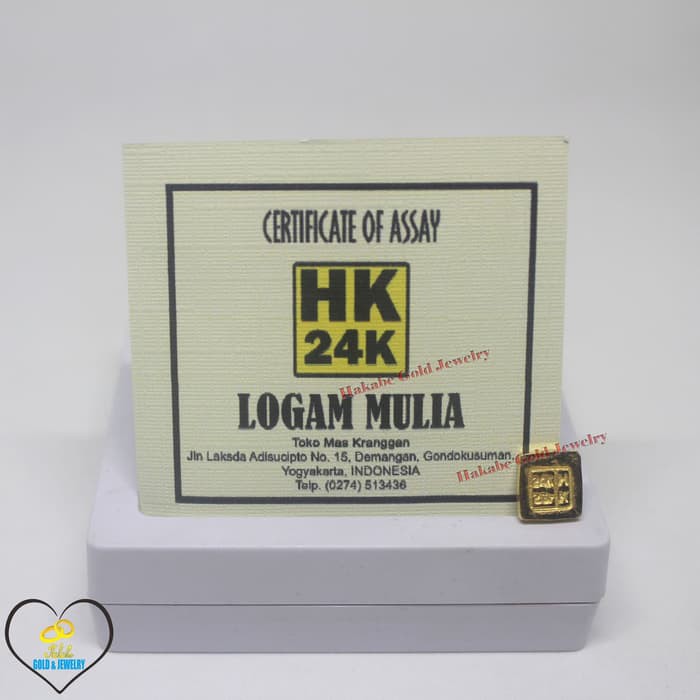 CERTIFICATE OF ASSAY
HK
24K
LOGAM MULIA
Toko Mas Kranggan
Jln Laksda Adisucipto No. 15, Demangan, Gondokusuman,
Yogyakarta, INDONESIA
Telp. (0274) 513436
Hakabe Gold Jewelry
Hakabe Gold Jewelry
GOLD & JEWELRY